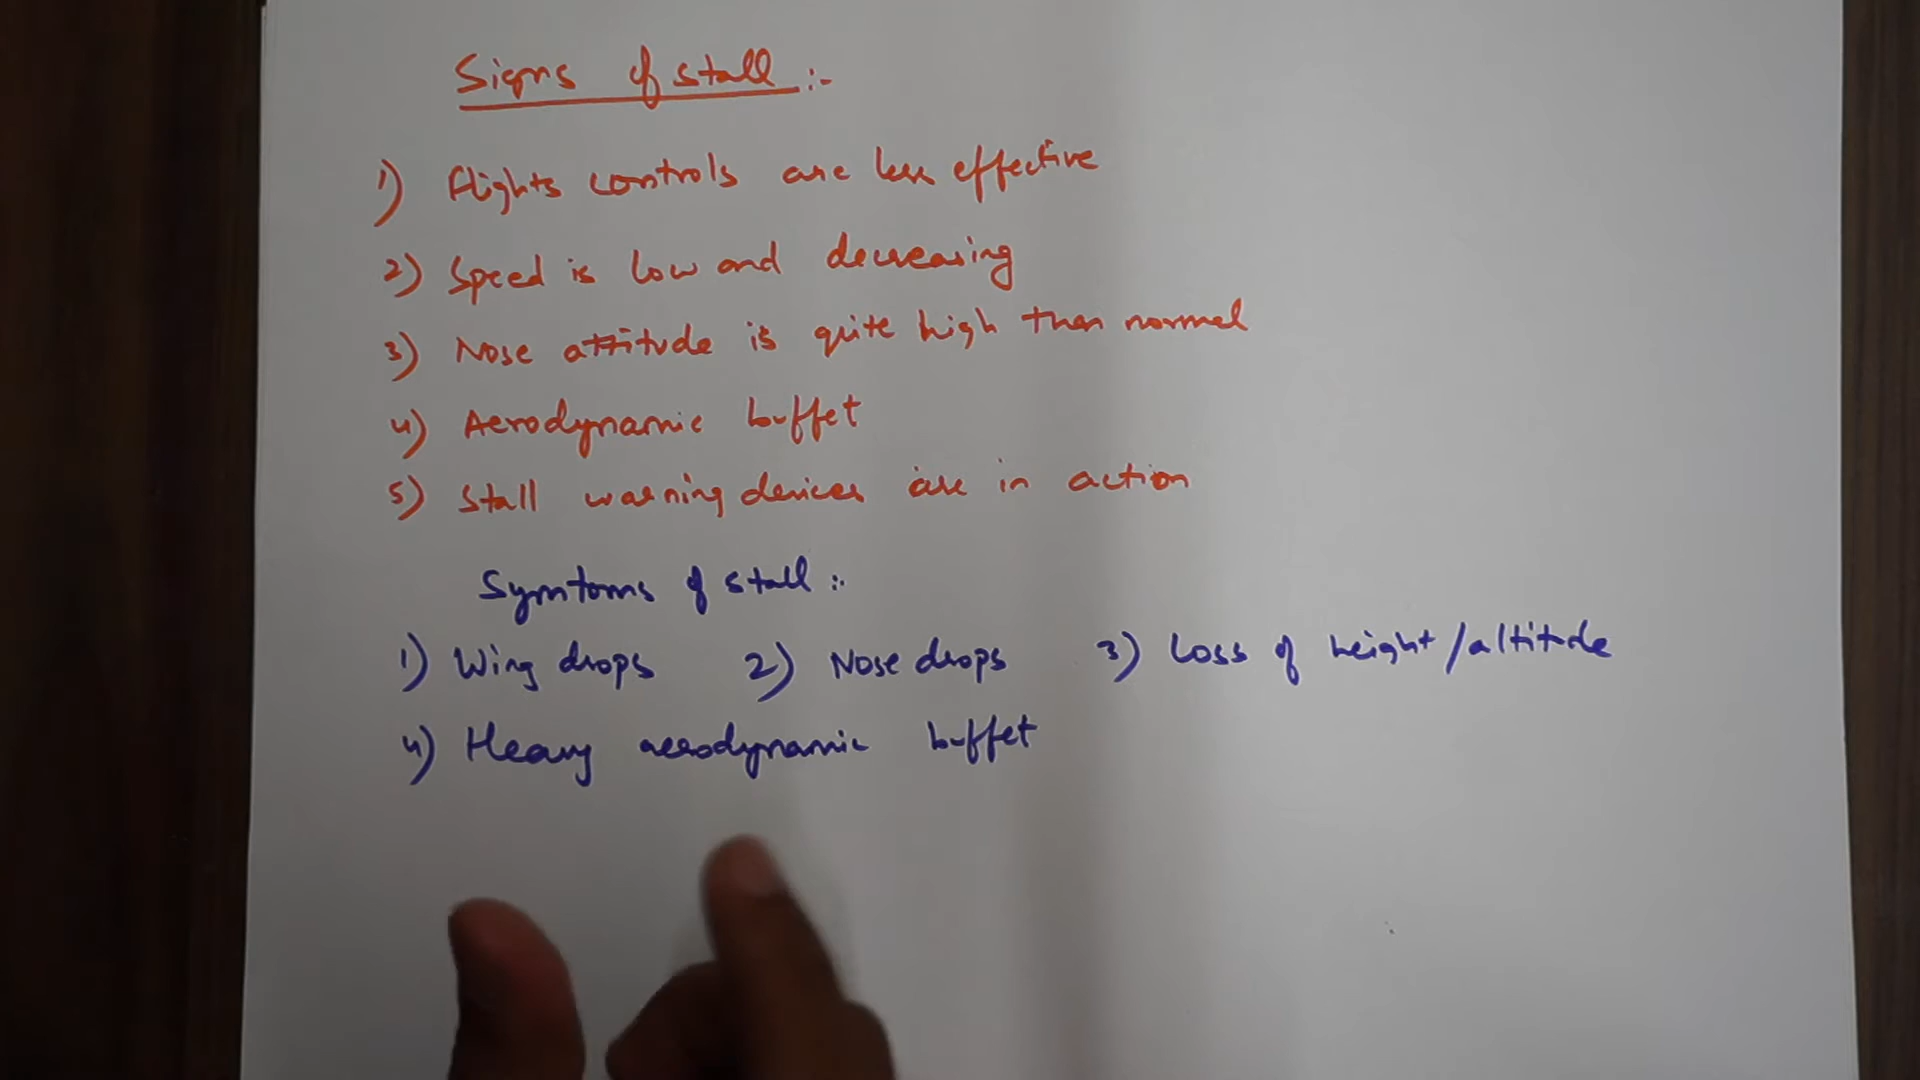 Signs of stall :-
1) flights controls are less effective
2) Speed is low and decreasing
3) Nose attitude is quite high than normal
4) Aerodynamic buffet
5) Stall warning devices are in action
Symtoms of stall :-
1) Wing drops 2) Nose drops 3) Loss of height/altitude
4) Heavy aerodynamic buffet